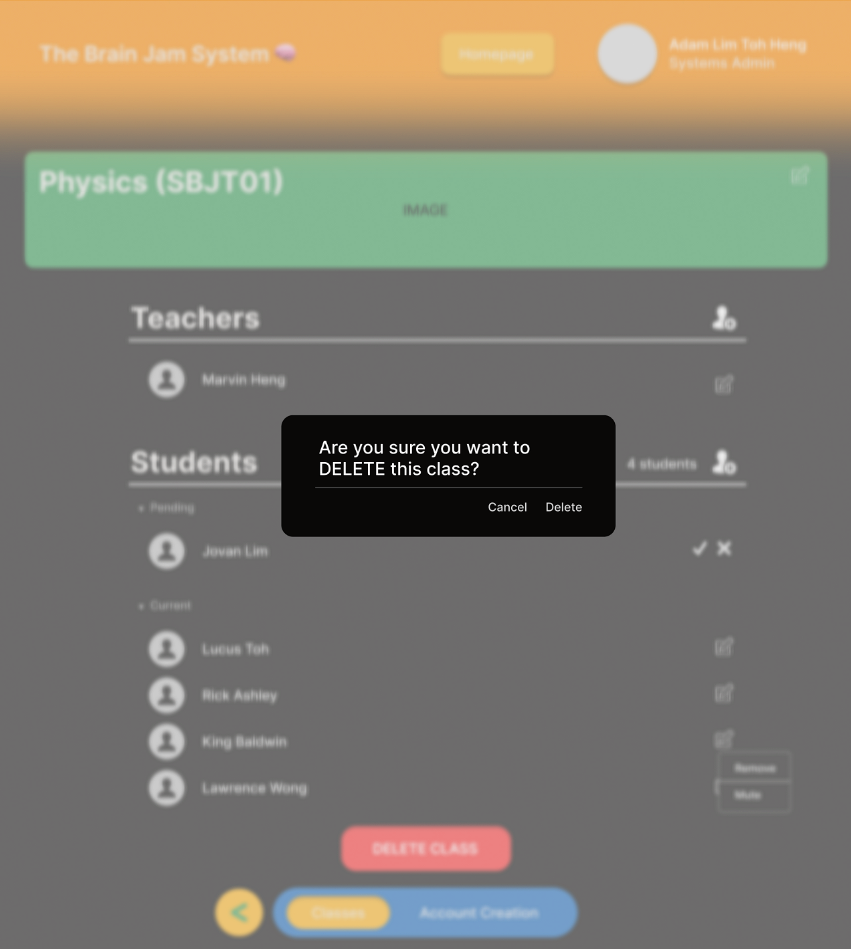 The Brain Jam System
Homepage
Adam Lim Toh Heng
Systems Admin
Physics (SBJT01)
IMAGE
Teachers
Marvin Heng
Are you sure you want to
DELETE this class?
Cancel Delete
Students
4 students
Pending
Jovan Lim
Current
Lucus Toh
Rick Ashley
King Baldwin
Remove
Lawrence Wong
Mute
DELETE CLASS
Classes
Account Creation